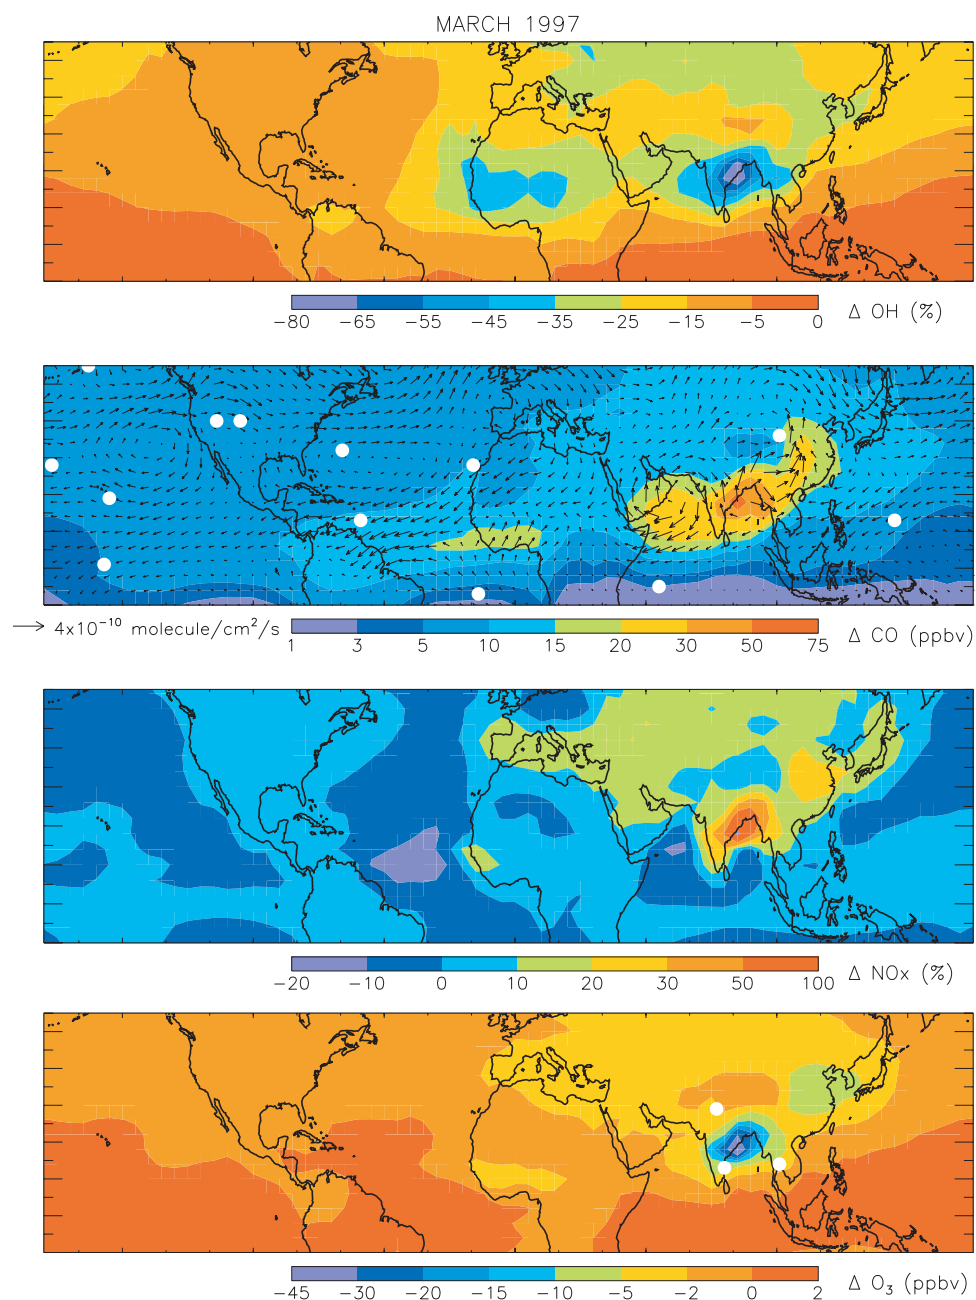 MARCH 1997
−80 −65 −55 −45 −35 −25 −15 −5 0 Δ OH (%)
4x10⁻¹⁰ molecule/cm²/s 1 3 5 10 15 20 30 50 75 Δ CO (ppbv)
−20 −10 0 10 20 30 50 100 Δ NOx (%)
−45 −30 −20 −15 −10 −5 −2 0 2 Δ O₃ (ppbv)